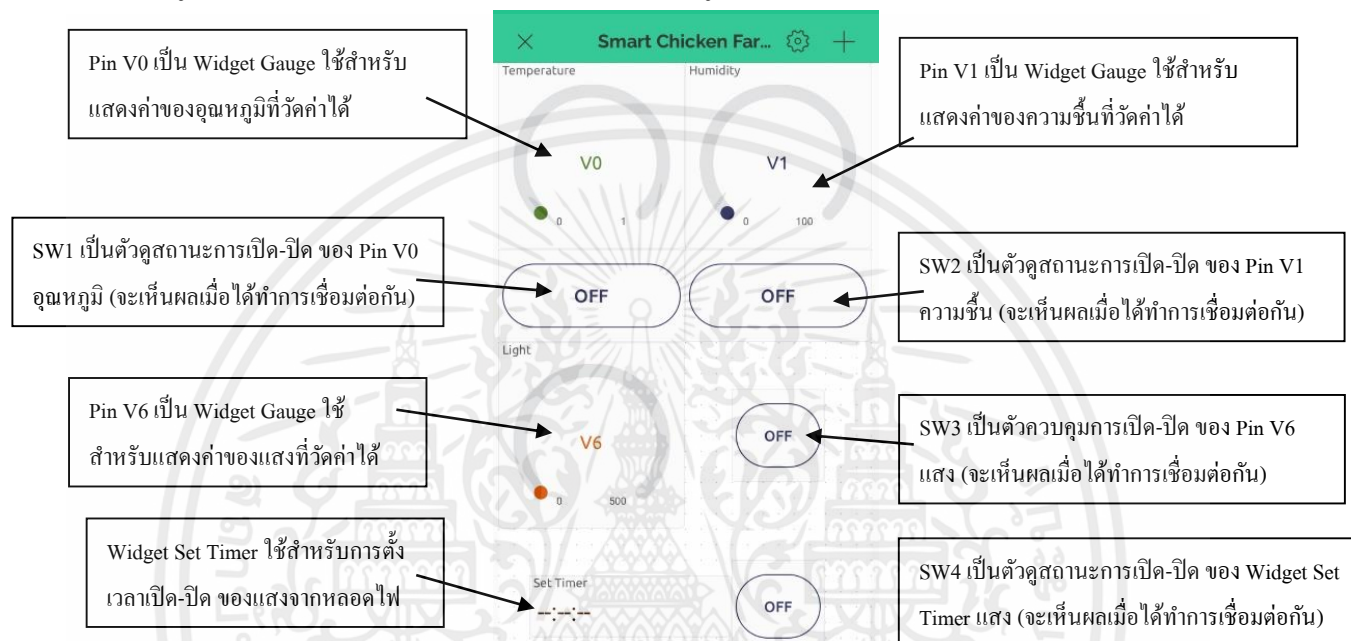 Smart Chicken Far...
Pin V0 เป็น Widget Gauge ใช้สำหรับ
แสดงค่าของอุณหภูมิที่วัดค่าได้
Temperature
V0
0 1
Humidity
V1
0 100
Pin V1 เป็น Widget Gauge ใช้สำหรับ
แสดงค่าของความชื้นที่วัดค่าได้
SW1 เป็นตัวดูสถานะการเปิด-ปิด ของ Pin V0
อุณหภูมิ (จะเห็นผลเมื่อได้ทำการเชื่อมต่อกัน)
OFF
OFF
SW2 เป็นตัวดูสถานะการเปิด-ปิด ของ Pin V1
ความชื้น (จะเห็นผลเมื่อได้ทำการเชื่อมต่อกัน)
Pin V6 เป็น Widget Gauge ใช้
สำหรับแสดงค่าของแสงที่วัดค่าได้
Light
V6
0 500
OFF
SW3 เป็นตัวควบคุมการเปิด-ปิด ของ Pin V6
แสง (จะเห็นผลเมื่อได้ทำการเชื่อมต่อกัน)
Widget Set Timer ใช้สำหรับการตั้ง
เวลาเปิด-ปิด ของแสงจากหลอดไฟ
Set Timer
--:--:--
OFF
SW4 เป็นตัวดูสถานะการเปิด-ปิด ของ Widget Set
Timer แสง (จะเห็นผลเมื่อได้ทำการเชื่อมต่อกัน)